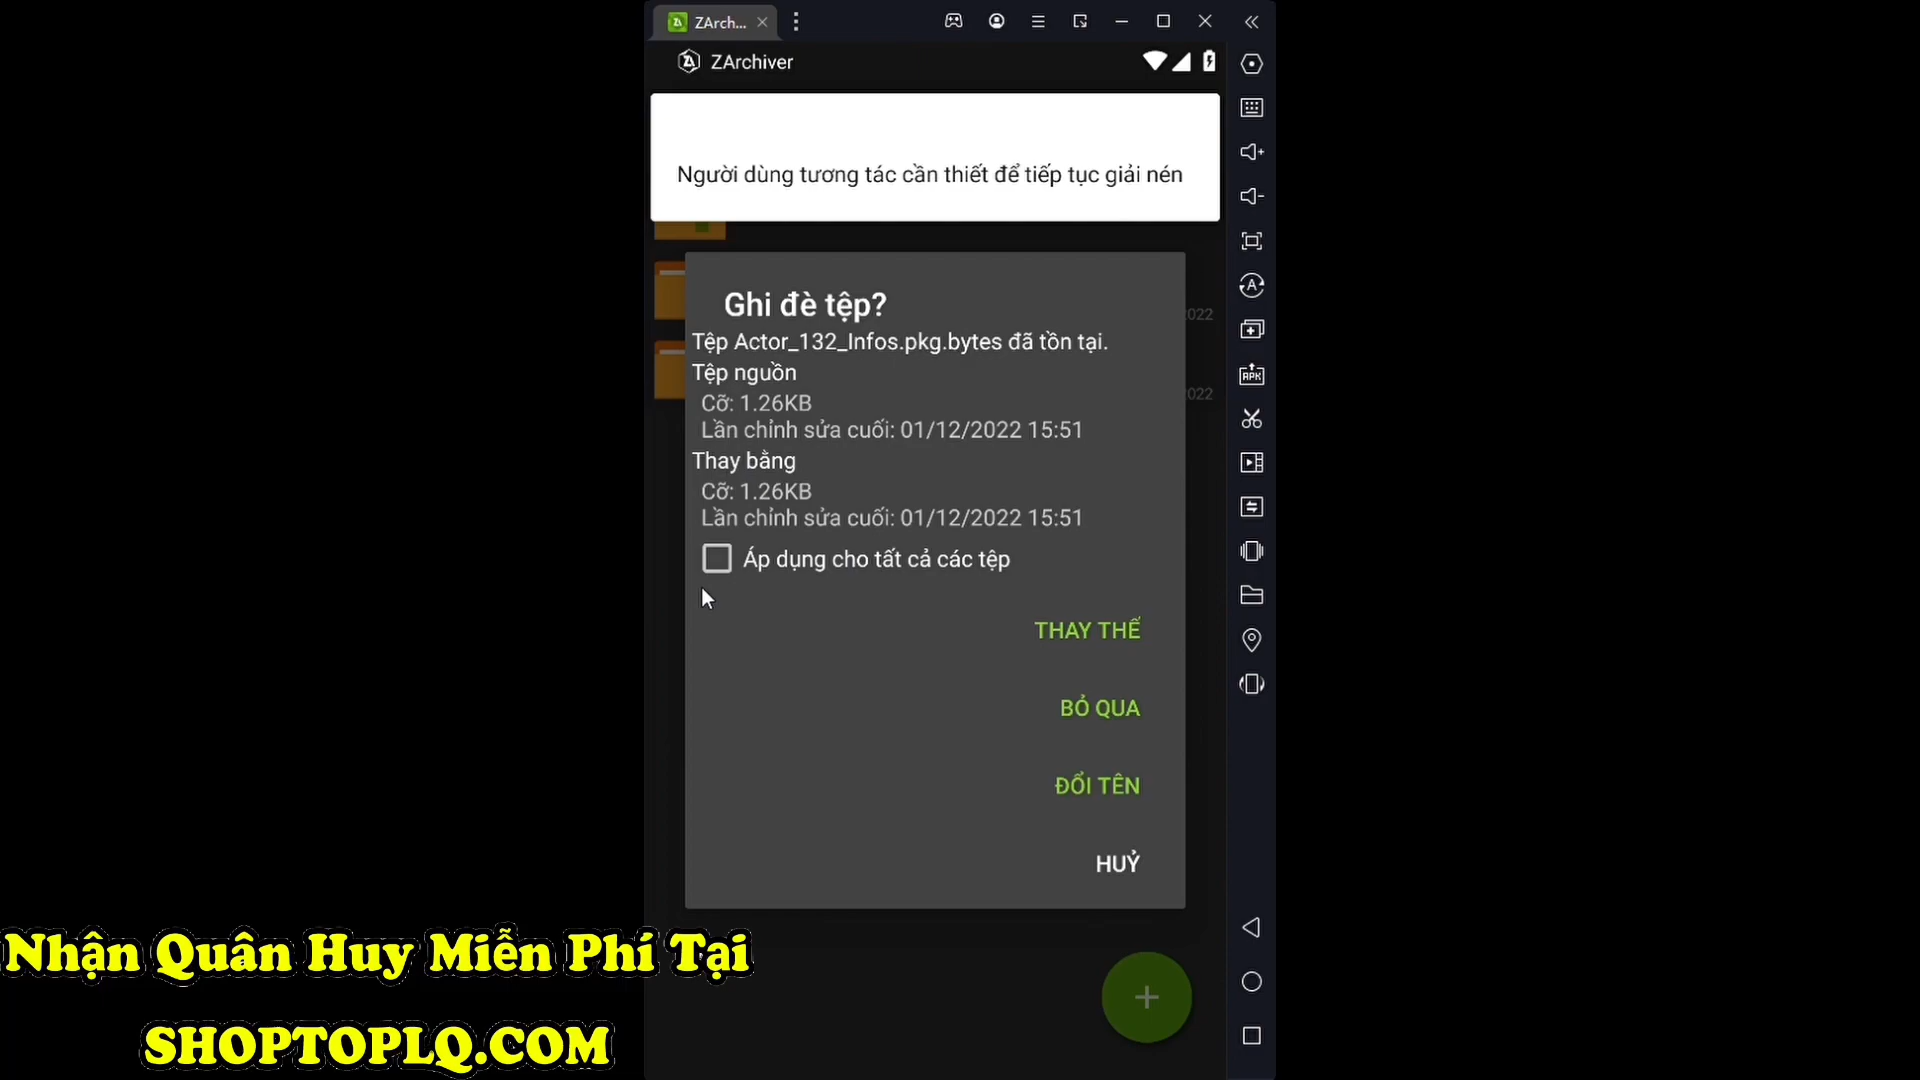 ZArch...
ZArchiver
Người dùng tương tác cần thiết để tiếp tục giải nén
Ghi đè tệp?
Tệp Actor_132_Infos.pkg.bytes đã tồn tại.
Tệp nguồn
Cỡ: 1.26KB
Lần chỉnh sửa cuối: 01/12/2022 15:51
Thay bằng
Cỡ: 1.26KB
Lần chỉnh sửa cuối: 01/12/2022 15:51
Áp dụng cho tất cả các tệp
THAY THẾ
BỎ QUA
ĐỔI TÊN
HUỶ
2022
2022
APK
Nhận Quân Huy Miễn Phí Tại
SHOPTOPLQ.COM